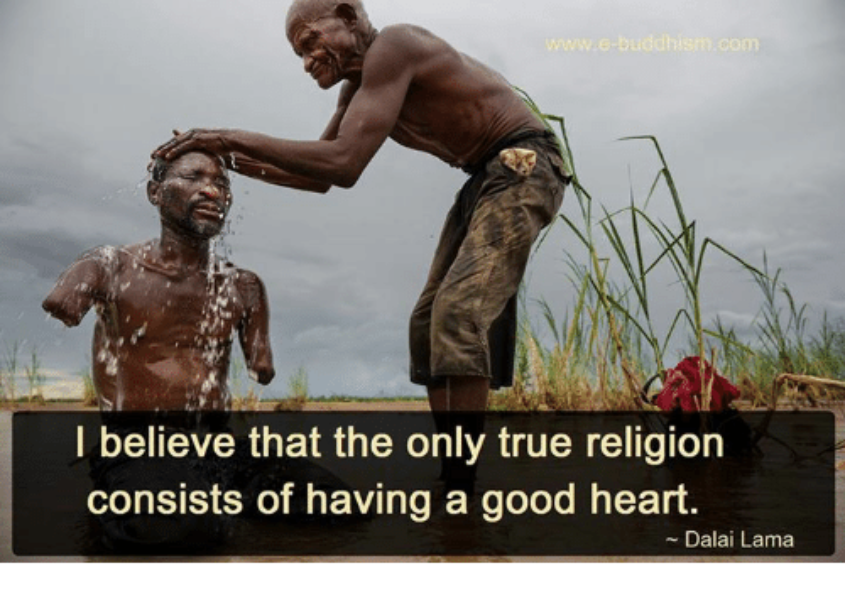 www.e-buddhism.com
I believe that the only true religion
consists of having a good heart.
~ Dalai Lama